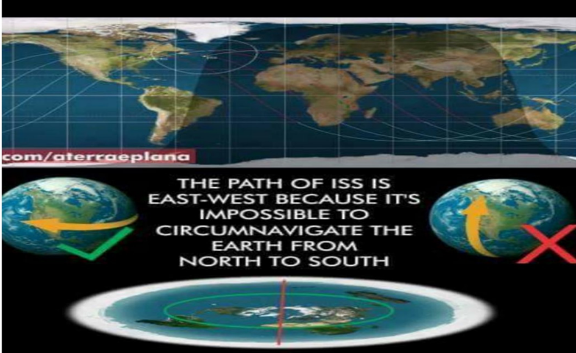 com/aterraeplana
THE PATH OF ISS IS
EAST-WEST BECAUSE IT'S
IMPOSSIBLE TO
CIRCUMNAVIGATE THE
EARTH FROM
NORTH TO SOUTH